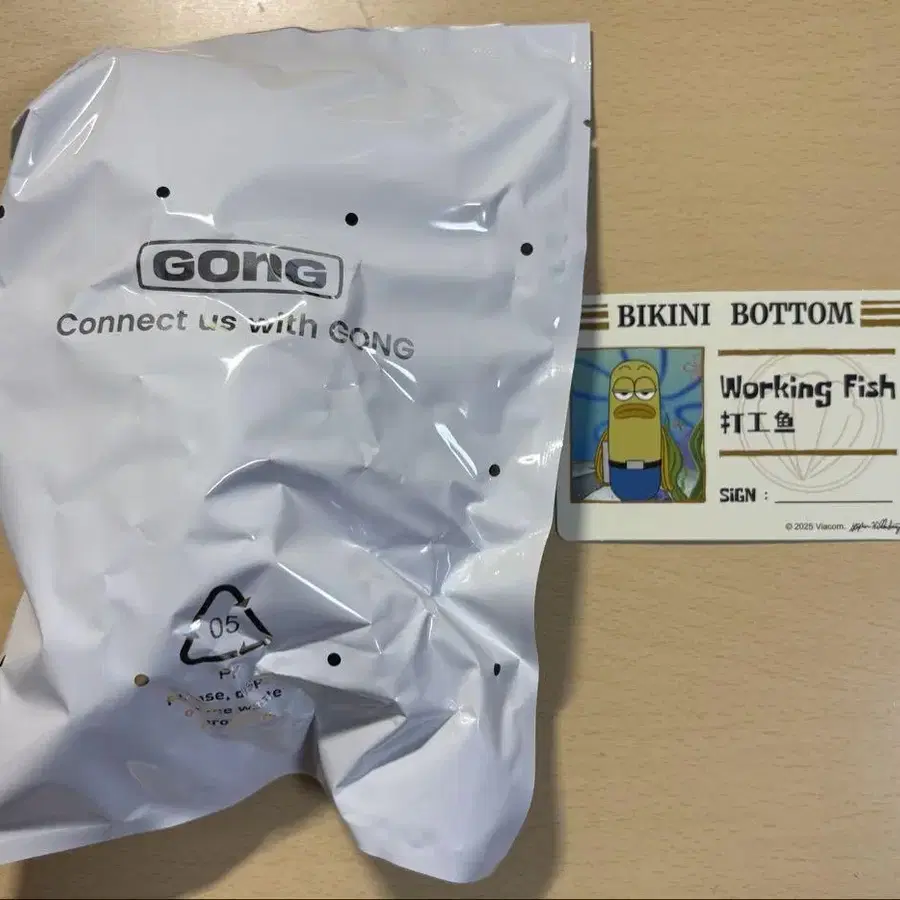 GONG
Connect us with GONG
05
BIKINI BOTTOM
Working Fish
打工鱼
SIGN :
© 2025 Viacom.